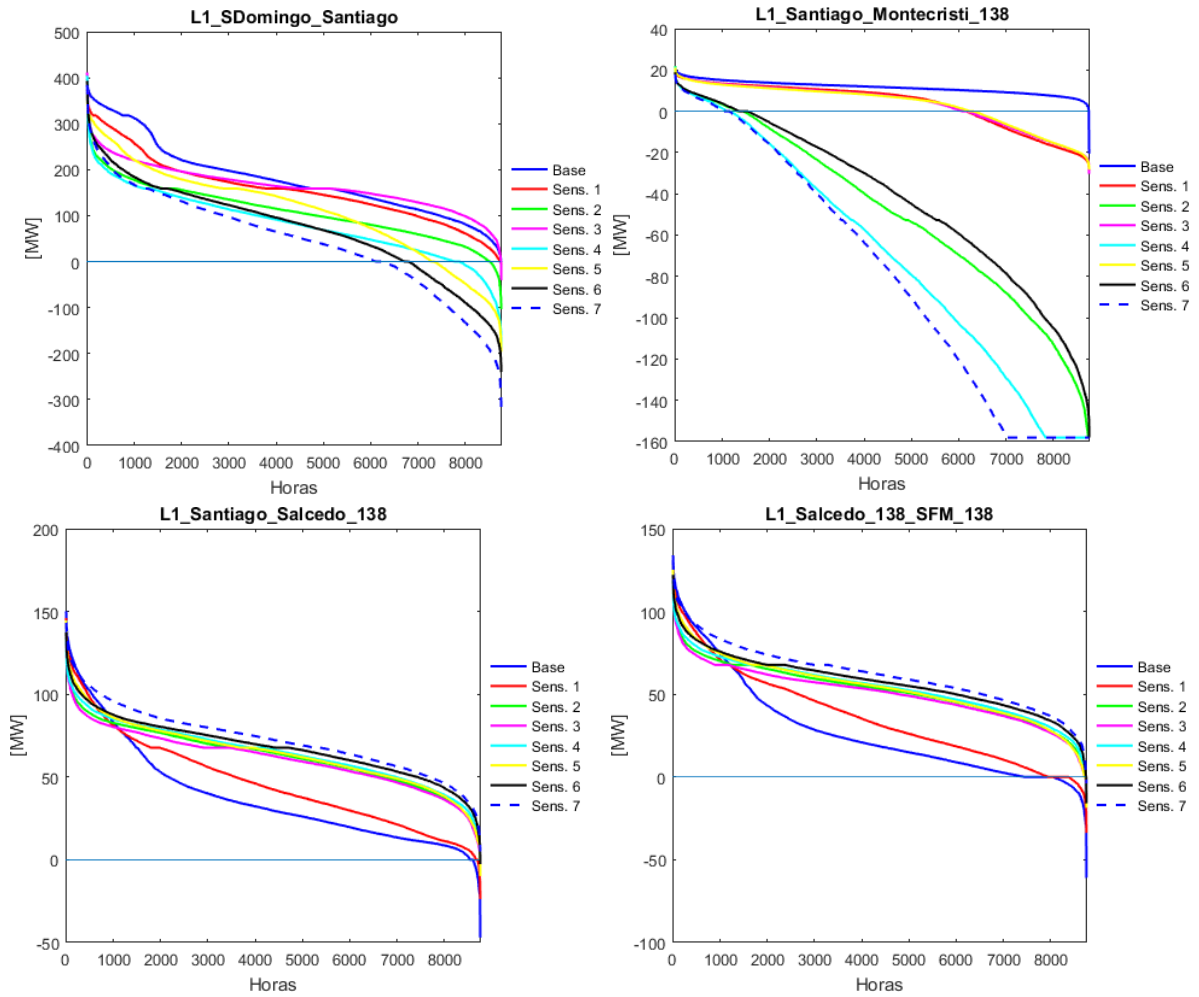 L1_SDomingo_Santiago
500
400
300
200
100
0
-100
-200
-300
-400
[MW]
0 1000 2000 3000 4000 5000 6000 7000 8000
Horas
Base
Sens. 1
Sens. 2
Sens. 3
Sens. 4
Sens. 5
Sens. 6
Sens. 7
L1_Santiago_Montecristi_138
40
20
0
-20
-40
-60
-80
-100
-120
-140
-160
[MW]
0 1000 2000 3000 4000 5000 6000 7000 8000
Horas
Base
Sens. 1
Sens. 2
Sens. 3
Sens. 4
Sens. 5
Sens. 6
Sens. 7
L1_Santiago_Salcedo_138
200
150
100
50
0
-50
[MW]
0 1000 2000 3000 4000 5000 6000 7000 8000
Horas
Base
Sens. 1
Sens. 2
Sens. 3
Sens. 4
Sens. 5
Sens. 6
Sens. 7
L1_Salcedo_138_SFM_138
150
100
50
0
-50
-100
[MW]
0 1000 2000 3000 4000 5000 6000 7000 8000
Horas
Base
Sens. 1
Sens. 2
Sens. 3
Sens. 4
Sens. 5
Sens. 6
Sens. 7